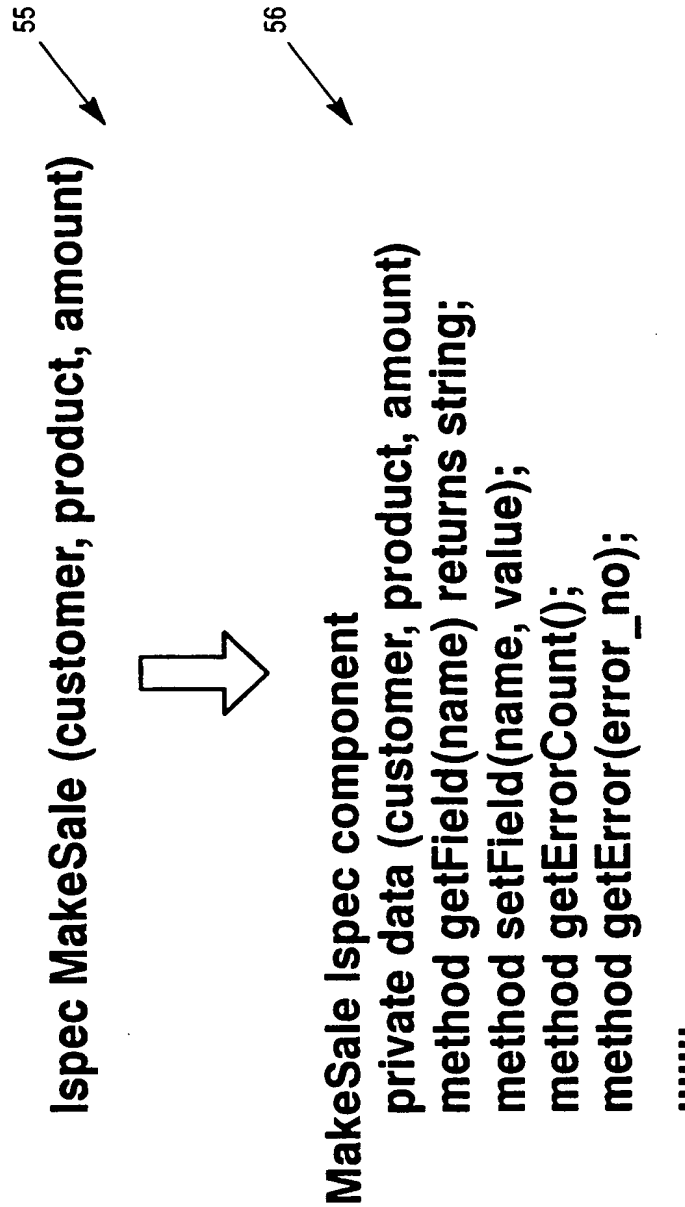 Ispec MakeSale (customer, product, amount)
55
MakeSale Ispec component
private data (customer, product, amount)
method getField(name) returns string;
method setField(name, value);
method getErrorCount();
method getError(error_no);
........
56